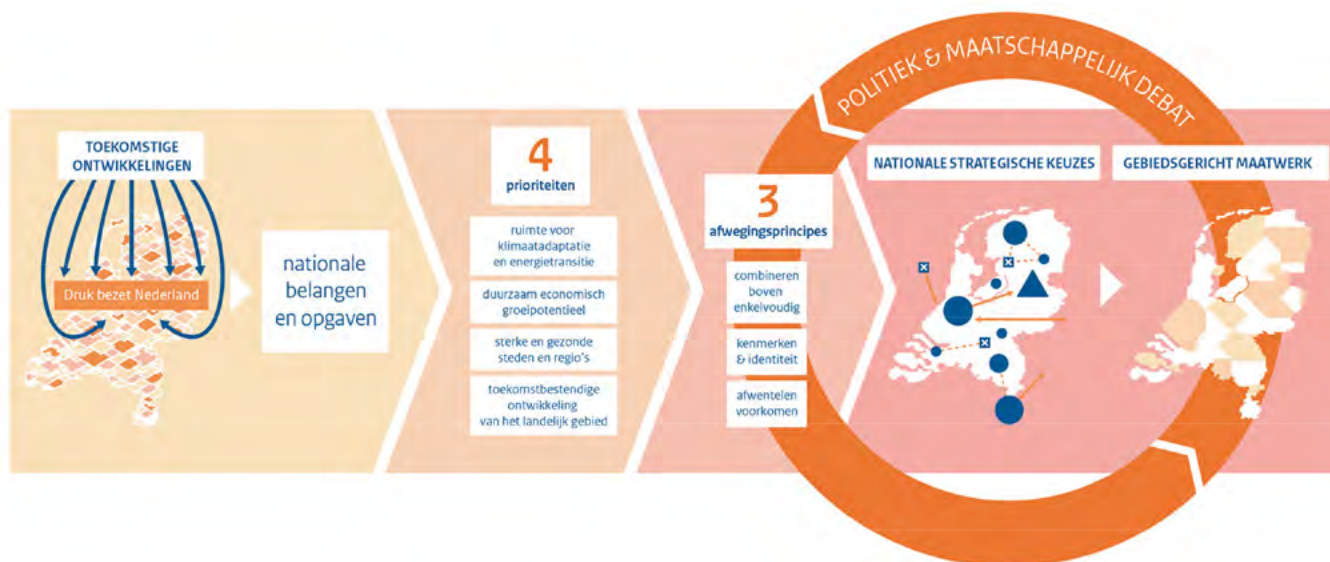 POLITIEK & MAATSCHAPPELIJK DEBAT
TOEKOMSTIGE
ONTWIKKELINGEN
Druk bezet Nederland
nationale
belangen
en opgaven
4
prioriteiten
ruimte voor
klimaatadaptatie
en energietransitie
duurzaam economisch
groeipotentieel
sterke en gezonde
steden en regio's
toekomstbestendige
ontwikkeling
van het landelijk gebied
3
afwegingsprincipes
combineren
boven
enkelvoudig
kenmerken
& identiteit
afwentelen
voorkomen
NATIONALE STRATEGISCHE KEUZES
GEBIEDSGERICHT MAATWERK